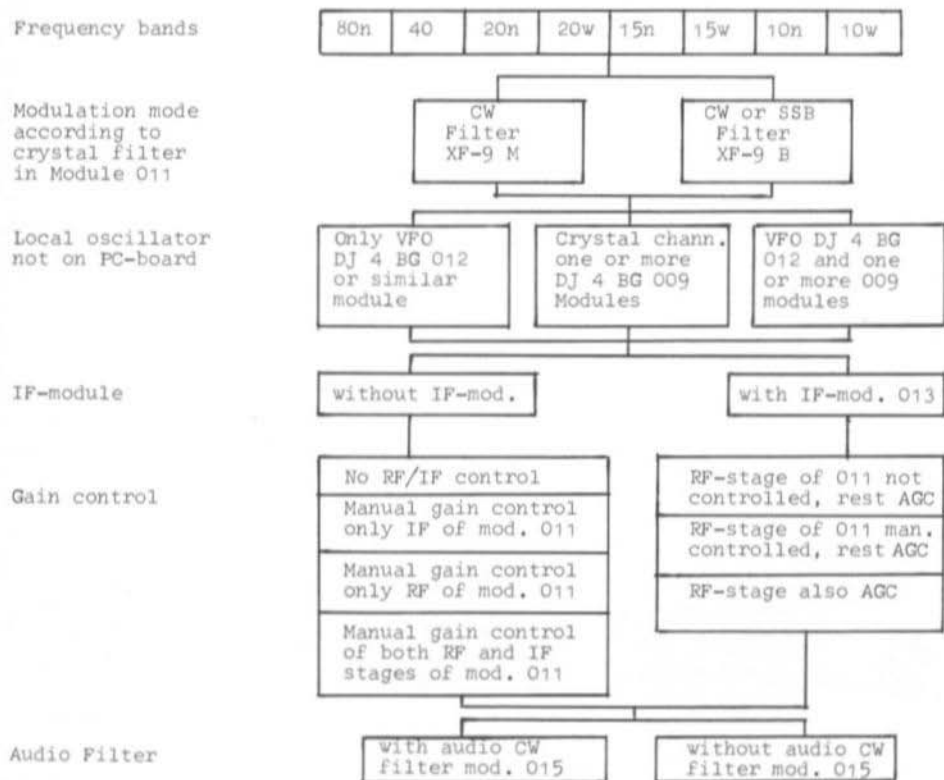 Frequency bands
80n 40 20n 20w 15n 15w 10n 10w
Modulation mode
according to
crystal filter
in Module 011
CW
Filter
XF-9 M
CW or SSB
Filter
XF-9 B
Local oscillator
not on PC-board
Only VFO
DJ 4 BG 012
or similar
module
Crystal chann.
one or more
DJ 4 BG 009
Modules
VFO DJ 4 BG
012 and one
or more 009
modules
IF-module
without IF-mod.
with IF-mod. 013
Gain control
No RF/IF control
Manual gain control
only IF of mod. 011
Manual gain control
only RF of mod. 011
Manual gain control
of both RF and IF
stages of mod. 011
RF-stage of 011 not
controlled, rest AGC
RF-stage of 011 man.
controlled, rest AGC
RF-stage also AGC
Audio Filter
with audio CW
filter mod. 015
without audio CW
filter mod. 015